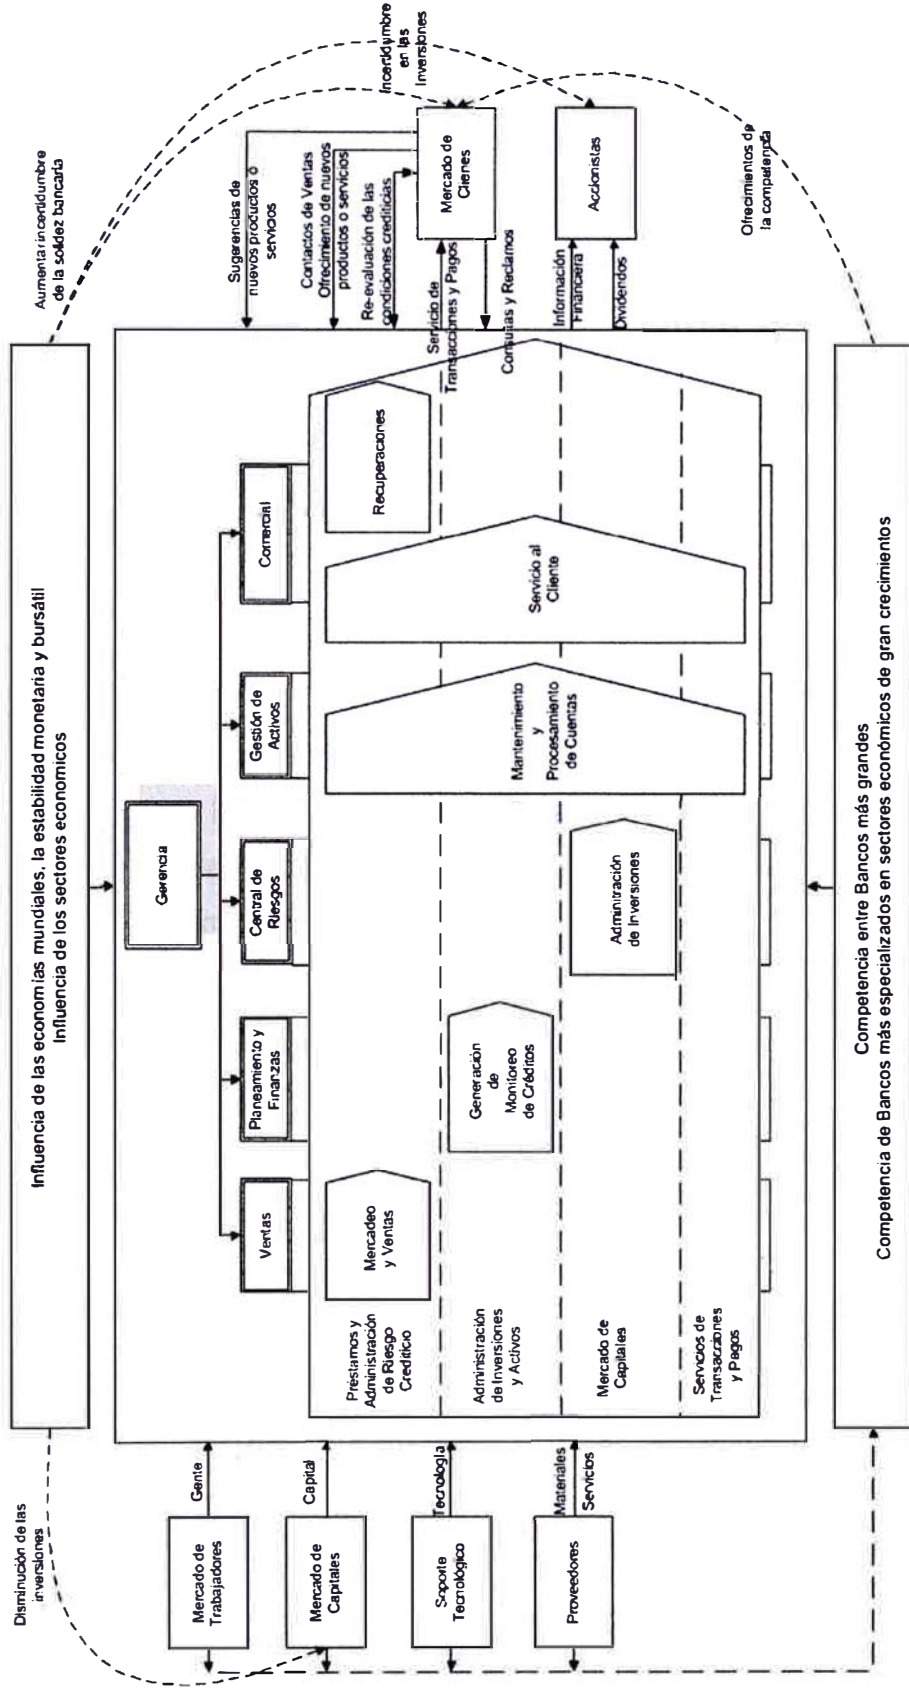 Influencia de las economias mundiales, la estabilidad monetaria y bursátil
Influencia de los sectores economicos
Disminución de las
inversiones
Aumentar incertidumbre
de la solidez bancaria
Incertidumbre
en las
Inversiones
Mercado de
Trabajadores
Gente
Mercado de
Capitales
Capital
Soporte
Tecnológico
Tecnología
Proveedores
Materiales
Servicios
Gerencia
Ventas
Planeamiento y
Finanzas
Central de
Riesgos
Gestión de
Activos
Comercial
Préstamos y
Administración
de Riesgo
Crediticio
Administración
de Inversiones
y Activos
Mercado de
Capitales
Servicios de
Transacciones
y Pagos
Mercadeo
y Ventas
Generación
de
Monitoreo
de Créditos
Adminitración
de Inversiones
Mantenimiento
y
Procesamiento
de Cuentas
Servicio al
Cliente
Recuperaciones
Sugerencias de
nuevos productos o
servicios
Contactos de Ventas
Ofrecimiento de nuevos
productos o servicios
Re-evaluación de las
condiciones crediticias
Servicio de
Transacciones y Pagos
Consultas y Reclamos
Información
Financiera
Dividendos
Mercado de
Clienes
Accionistas
Ofrecimientos de
la competencia
Competencia entre Bancos más grandes
Competencia de Bancos más especializados en sectores económicos de gran crecimientos